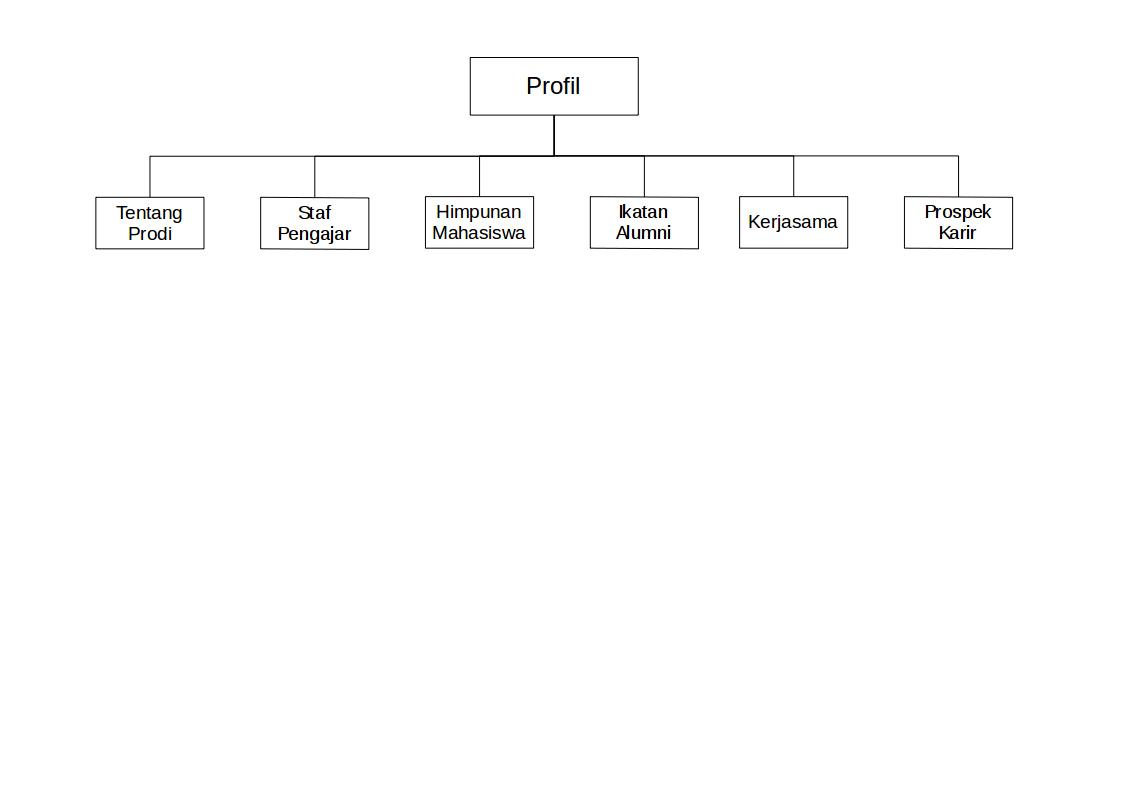 Profil
Tentang
Prodi
Staf
Pengajar
Himpunan
Mahasiswa
Ikatan
Alumni
Kerjasama
Prospek
Karir